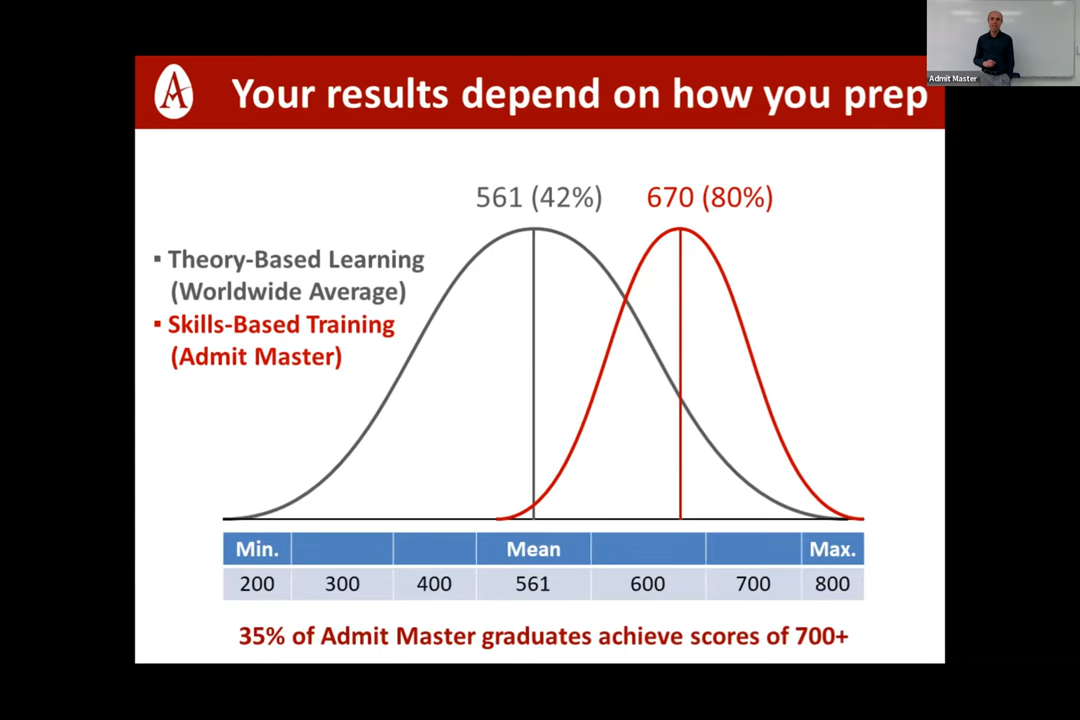 A
Your results depend on how you prep
Admit Master
561 (42%)
670 (80%)
▪ Theory-Based Learning
(Worldwide Average)
▪ Skills-Based Training
(Admit Master)
Min. Mean Max.
200 300 400 561 600 700 800
35% of Admit Master graduates achieve scores of 700+